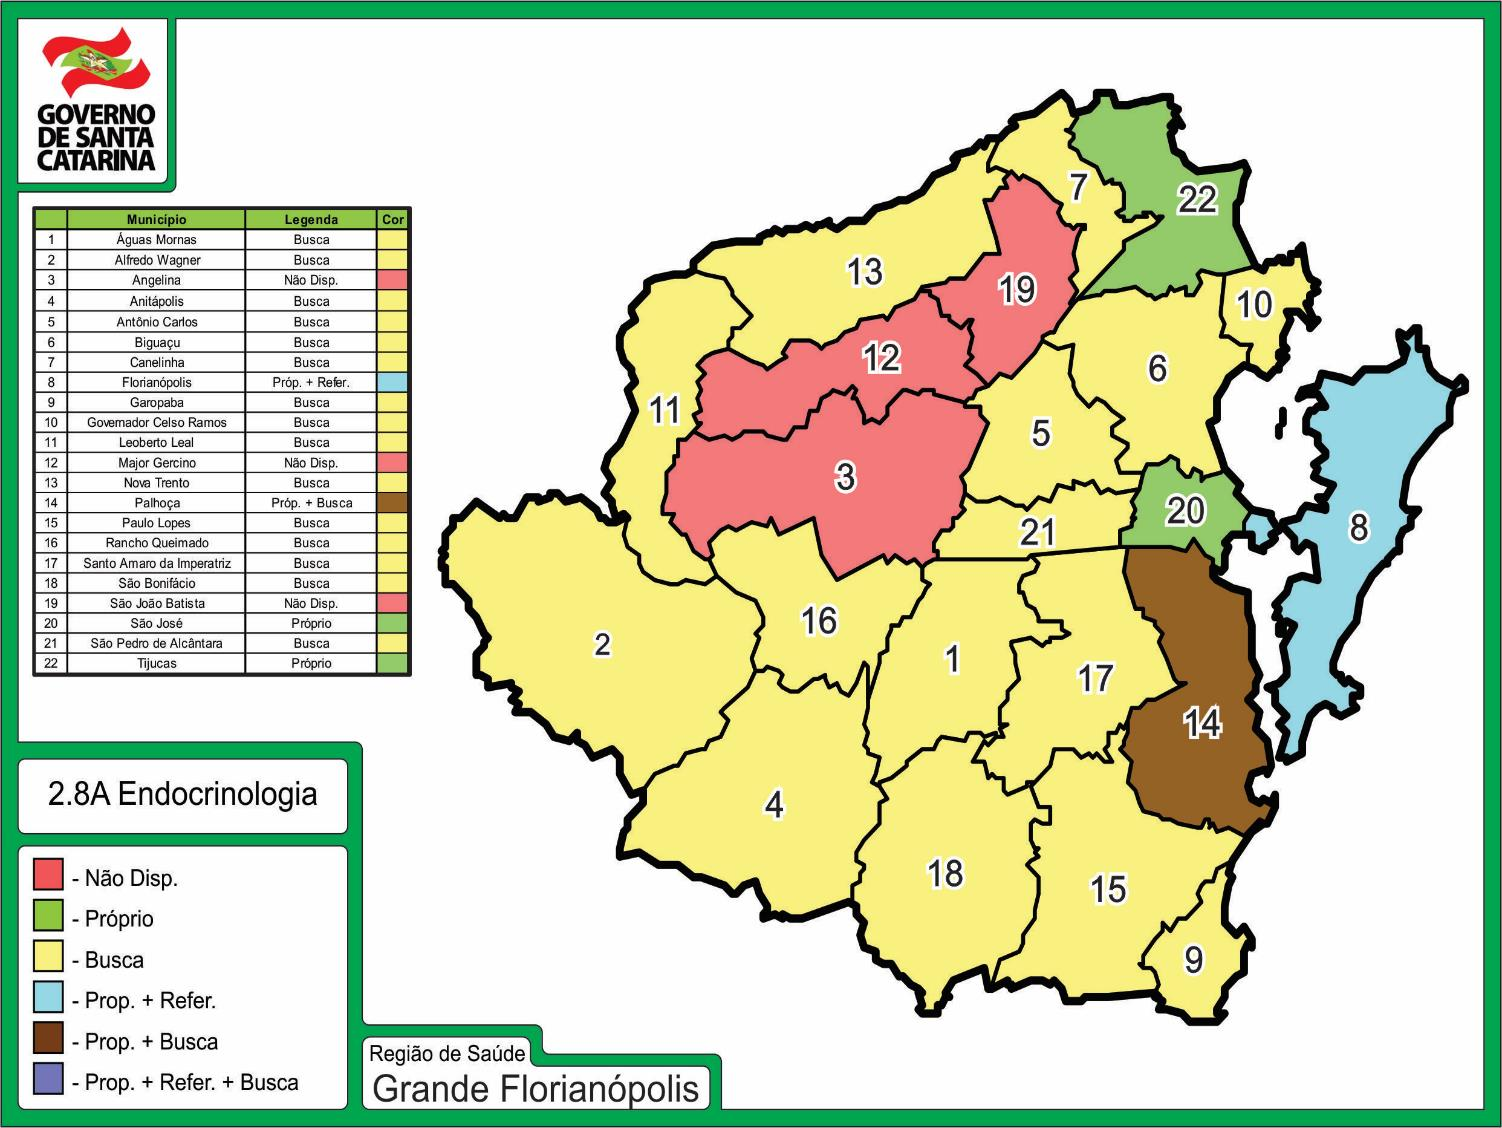 GOVERNO
DE SANTA
CATARINA
Município Legenda Cor
1 Águas Mornas Busca
2 Alfredo Wagner Busca
3 Angelina Não Disp.
4 Anitápolis Busca
5 Antônio Carlos Busca
6 Biguaçu Busca
7 Canelinha Busca
8 Florianópolis Próp. + Refer.
9 Garopaba Busca
10 Governador Celso Ramos Busca
11 Leoberto Leal Busca
12 Major Gercino Não Disp.
13 Nova Trento Busca
14 Palhoça Próp. + Busca
15 Paulo Lopes Busca
16 Rancho Queimado Busca
17 Santo Amaro da Imperatriz Busca
18 São Bonifácio Busca
19 São João Batista Não Disp.
20 São José Próprio
21 São Pedro de Alcântara Busca
22 Tijucas Próprio
7
22
13
19
10
12
6
11
5
3
20
21
8
16
2
1
17
14
4
18
15
9
2.8A Endocrinologia
- Não Disp.
- Próprio
- Busca
- Prop. + Refer.
- Prop. + Busca
- Prop. + Refer. + Busca
Região de Saúde
Grande Florianópolis